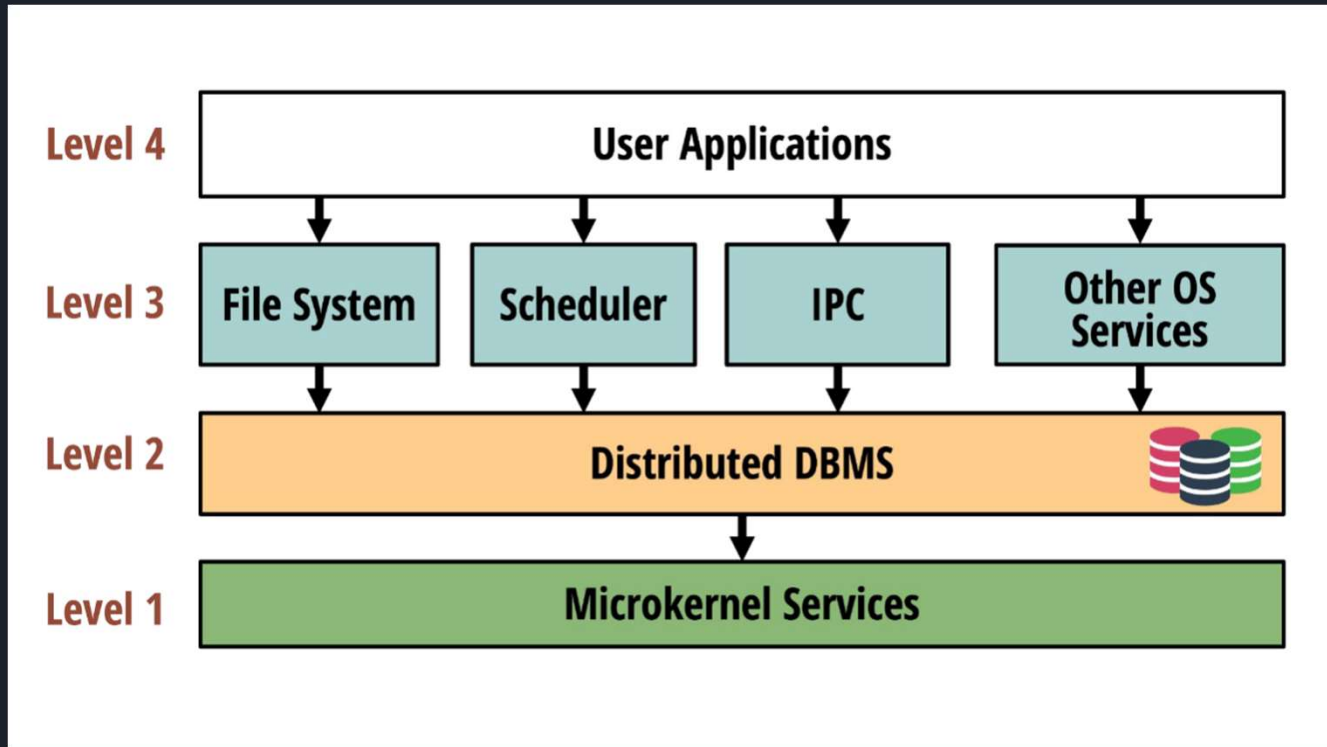 Level 4
User Applications
Level 3
File System
Scheduler
IPC
Other OS
Services
Level 2
Distributed DBMS
Level 1
Microkernel Services